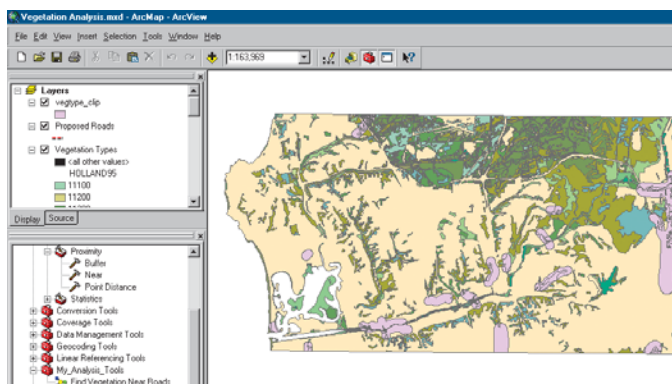 Vegetation Analysis.mxd - ArcMap - ArcView
File Edit View Insert Selection Tools Window Help
1:163,969
Layers
vegtype_clip
Proposed Roads
Vegetation Types
<all other values>
HOLLAND95
11100
11200
Display Source
Proximity
Buffer
Near
Point Distance
Statistics
Conversion Tools
Coverage Tools
Data Management Tools
Geocoding Tools
Linear Referencing Tools
My_Analysis_Tools
Find Vegetation Near Roads